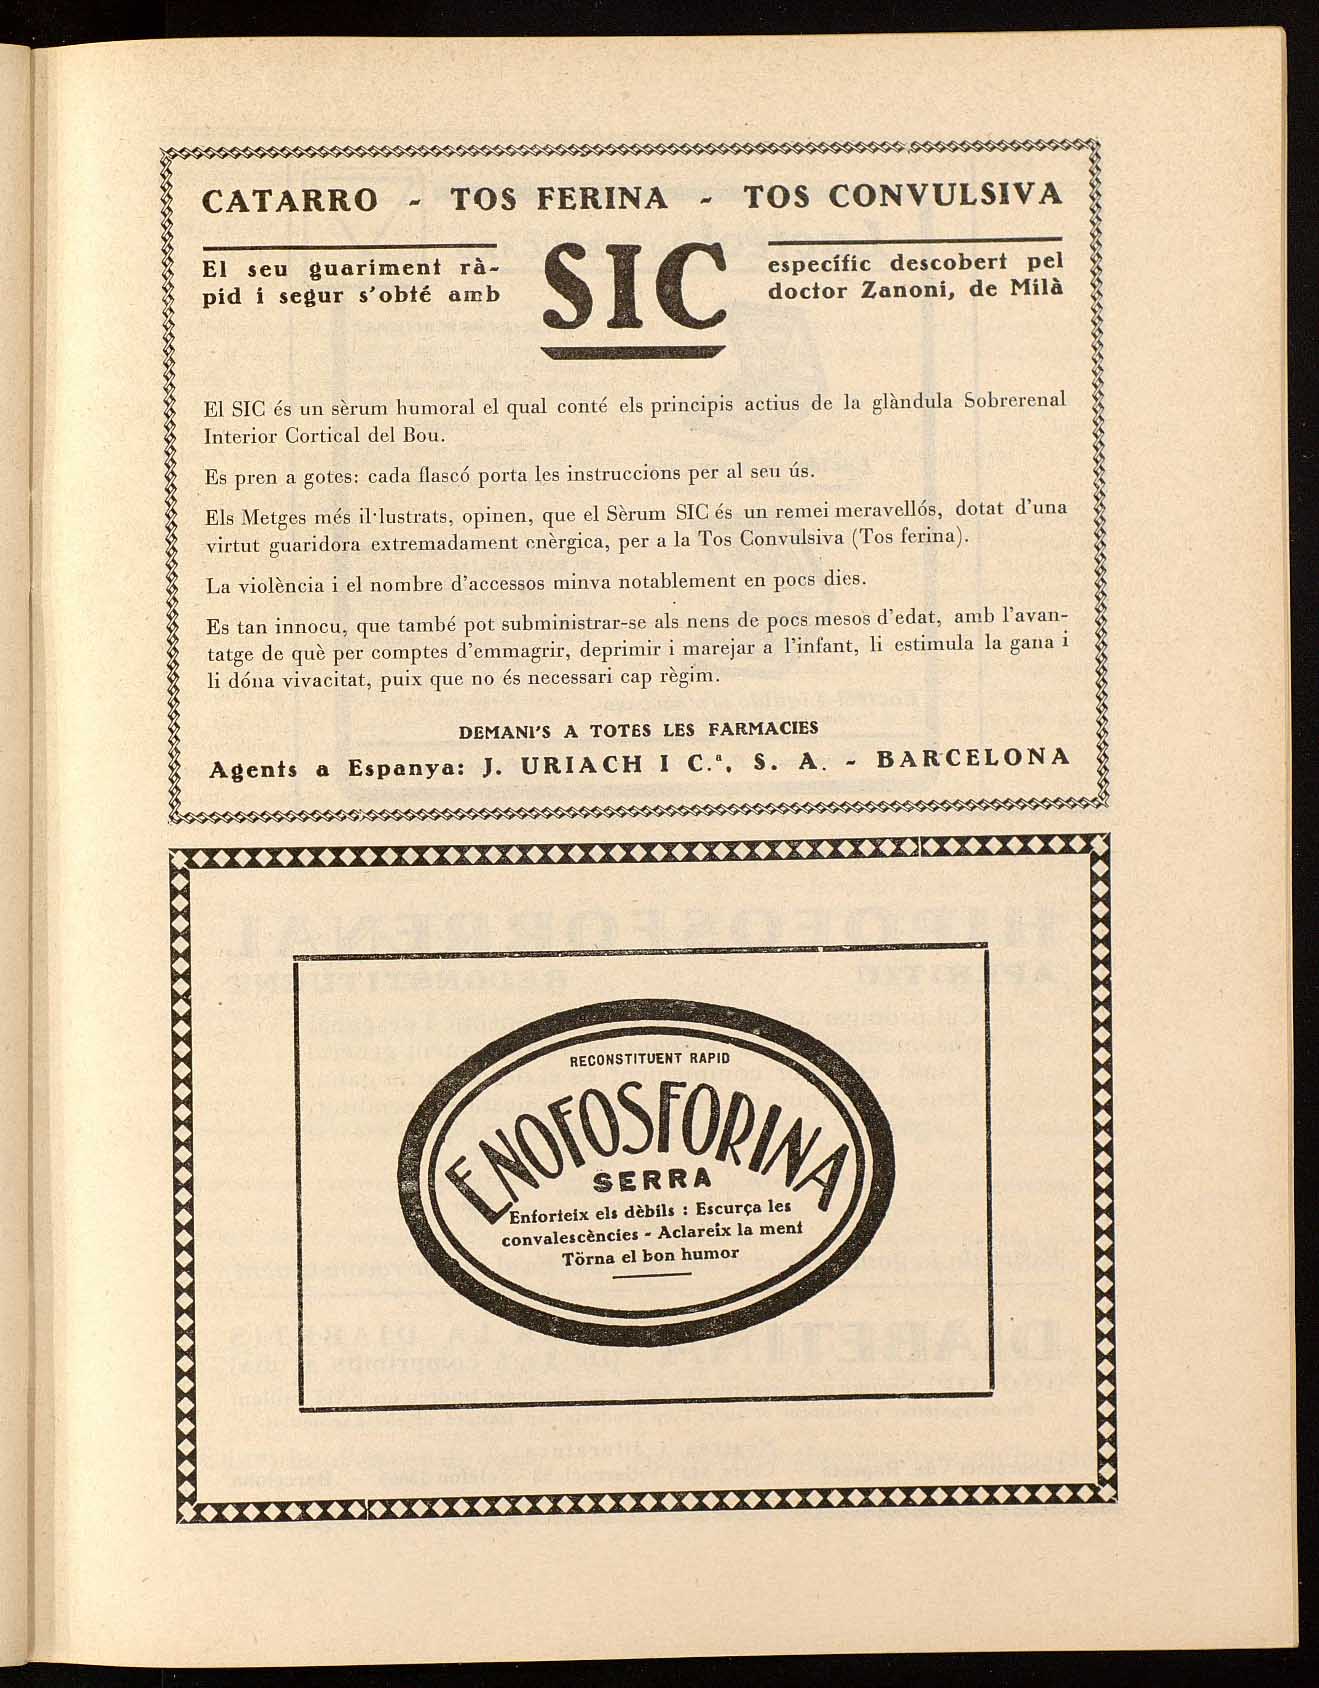 CATARRO - TOS FERINA - TOS CONVULSIVA
El seu guariment rà-
pid i segur s'obté amb
SIC
específic descobert pel
doctor Zanoni, de Milà
El SIC és un sèrum humoral el qual conté els principis actius de la glàndula Sobrerenal
Interior Cortical del Bou.
Es pren a gotes: cada flascó porta les instruccions per al seu ús.
Els Metges més il·lustrats, opinen, que el Sèrum SIC és un remei meravellós, dotat d'una
virtut guaridora extremadament enèrgica, per a la Tos Convulsiva (Tos ferina).
La violència i el nombre d'accessos minva notablement en pocs dies.
Es tan innocu, que també pot subministrar-se als nens de pocs mesos d'edat, amb l'avan-
tatge de què per comptes d'emmagrir, deprimir i marejar a l'infant, li estimula la gana i
li dóna vivacitat, puix que no és necessari cap règim.
DEMANI'S A TOTES LES FARMACIES
Agents a Espanya: J. URIACH I C.ª, S. A. - BARCELONA
RECONSTITUENT RAPID
ENOFOSFORINA
SERRA
Enforteix els dèbils : Escurça les
convalescències - Aclareix la ment
Törna el bon humor